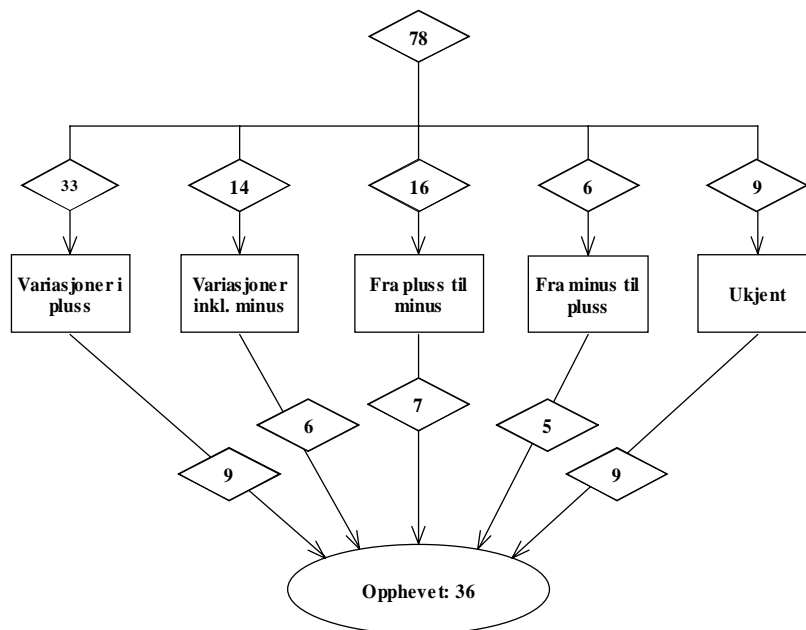 78
33
14
16
6
9
Variasjoner i
pluss
Variasjoner
inkl. minus
Fra pluss til
minus
Fra minus til
pluss
Ukjent
7
6
5
9
9
Opphevet: 36